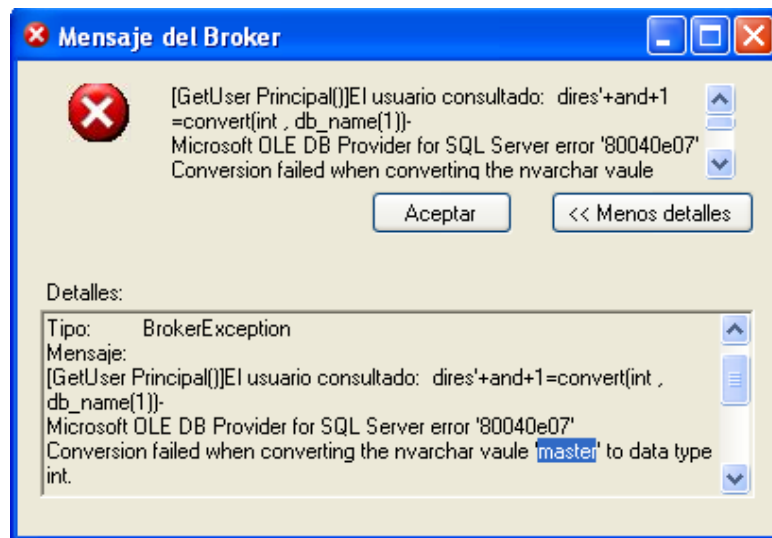 Mensaje del Broker
[GetUser Principal()]El usuario consultado:  dires'+and+1
=convert(int , db_name(1))-
Microsoft OLE DB Provider for SQL Server error '80040e07'
Conversion failed when converting the nvarchar vaule
Aceptar
<< Menos detalles
Detalles:
Tipo: BrokerException
Mensaje:
[GetUser Principal()]El usuario consultado:  dires'+and+1=convert(int ,
db_name(1))-
Microsoft OLE DB Provider for SQL Server error '80040e07'
Conversion failed when converting the nvarchar vaule 'master' to data type
int.